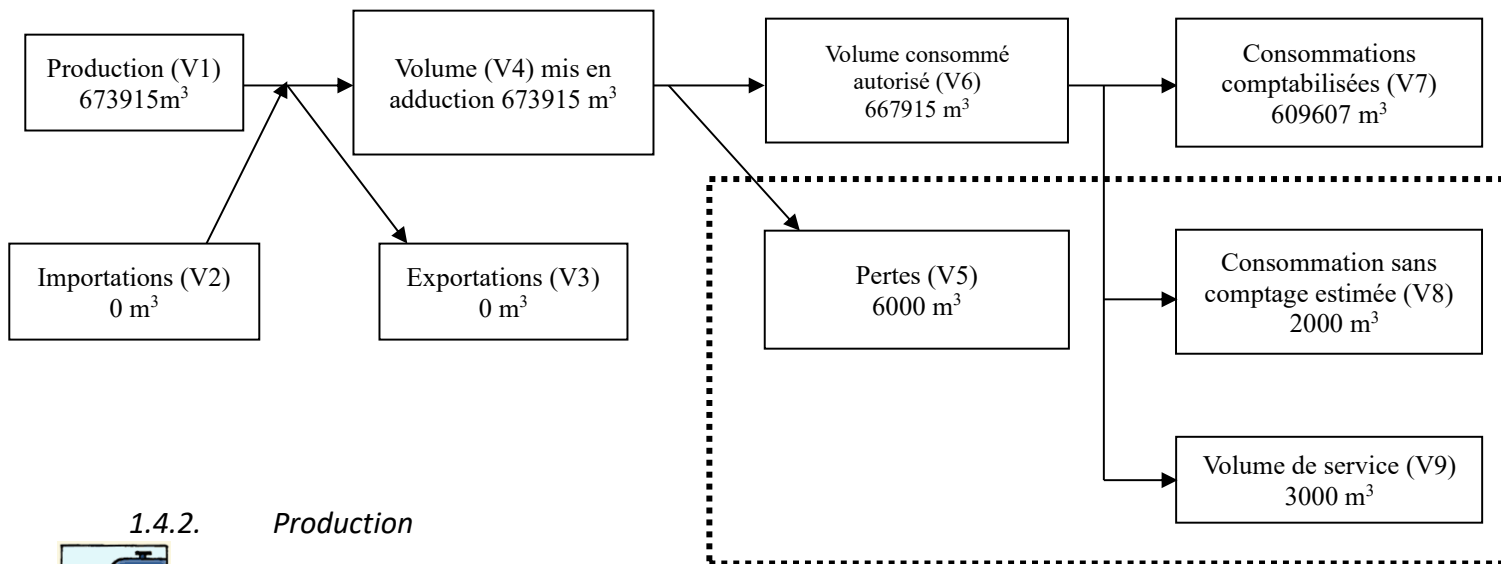 Production (V1)
673915m³
Volume (V4) mis en
adduction 673915 m³
Volume consommé
autorisé (V6)
667915 m³
Consommations
comptabilisées (V7)
609607 m³
Importations (V2)
0 m³
Exportations (V3)
0 m³
Pertes (V5)
6000 m³
Consommation sans
comptage estimée (V8)
2000 m³
Volume de service (V9)
3000 m³
1.4.2. Production